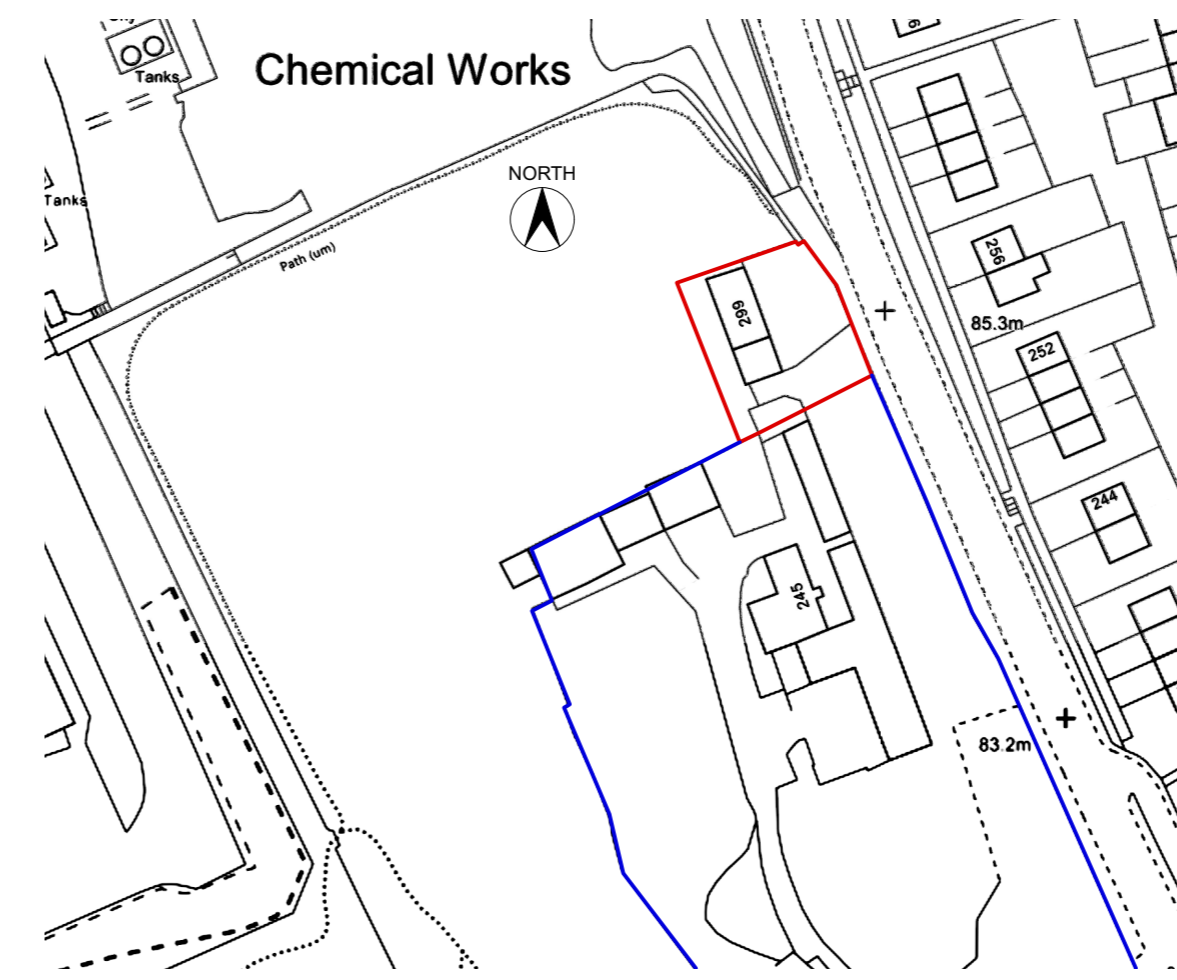 Chemical Works
Tanks
NORTH
Tanks
Path (um)
256
299
85.3m
252
244
245
83.2m